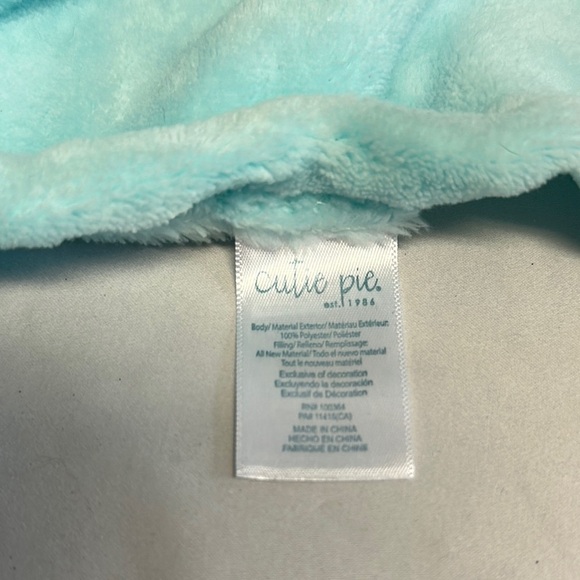 cutie pie®
est. 1986
Body/ Material Exterior/ Matériau Extérieur:
100% Polyester/ Poliéster
Filling/ Relleno/ Remplissage:
All New Material/ Todo el nuevo material
Tout le nouveau matériel
Exclusive of decoration
Excluyendo la decoración
Exclusif de Décoration
RN# 100364
PM# 11418(CA)
MADE IN CHINA
HECHO EN CHINA
FABRIQUÉ EN CHINE